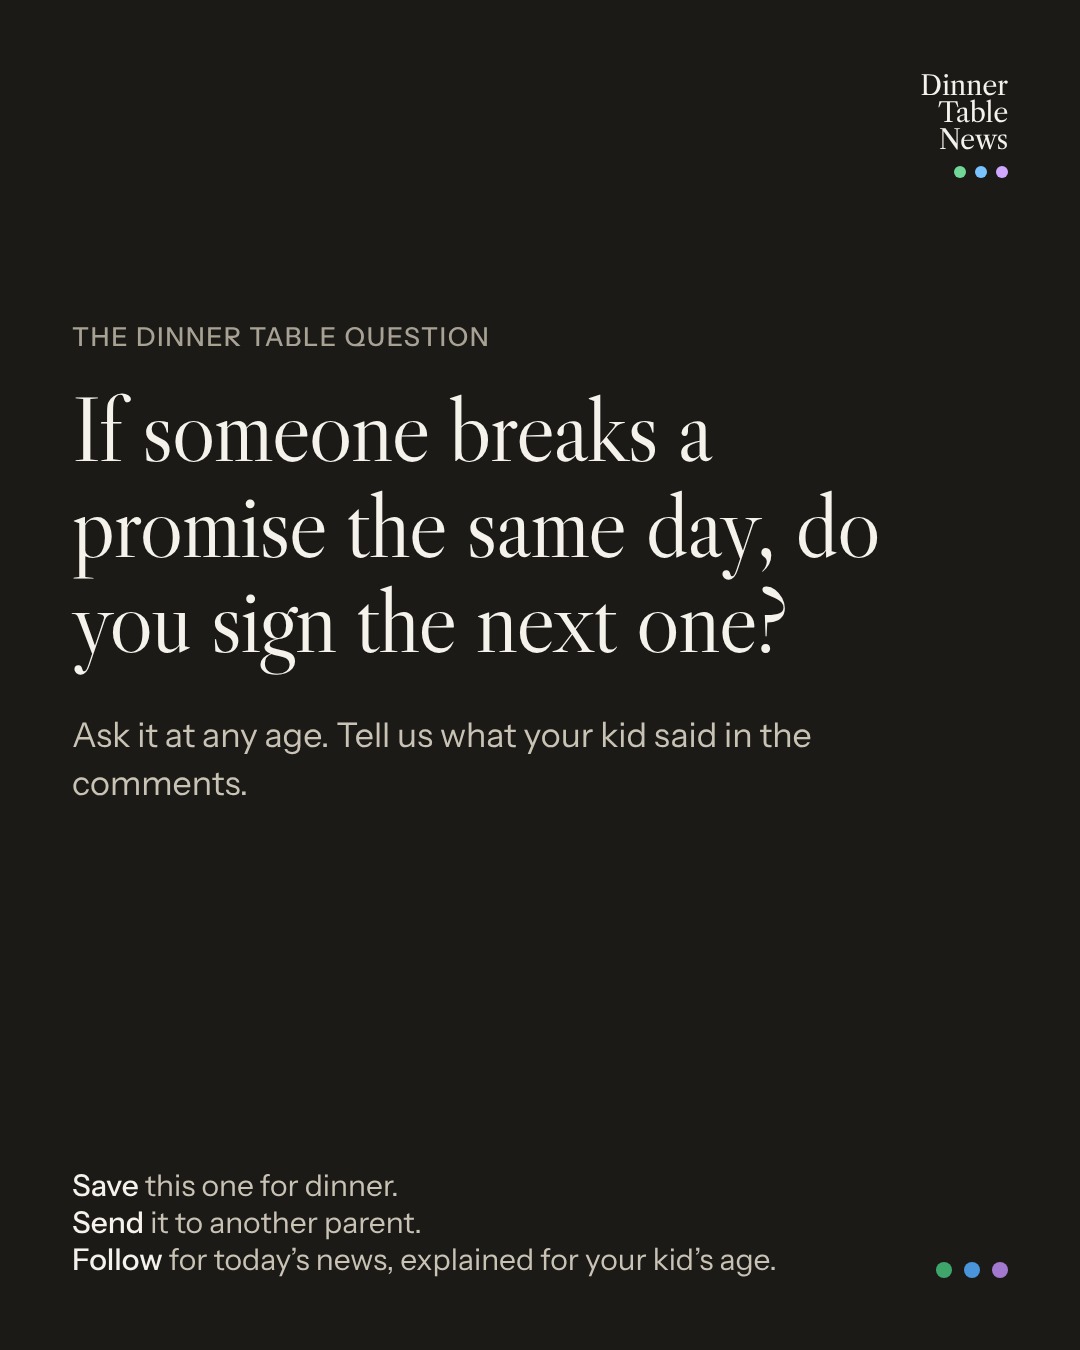 Dinner
Table
News
THE DINNER TABLE QUESTION
If someone breaks a
promise the same day, do
you sign the next one?
Ask it at any age. Tell us what your kid said in the
comments.
Save this one for dinner.
Send it to another parent.
Follow for today’s news, explained for your kid’s age.